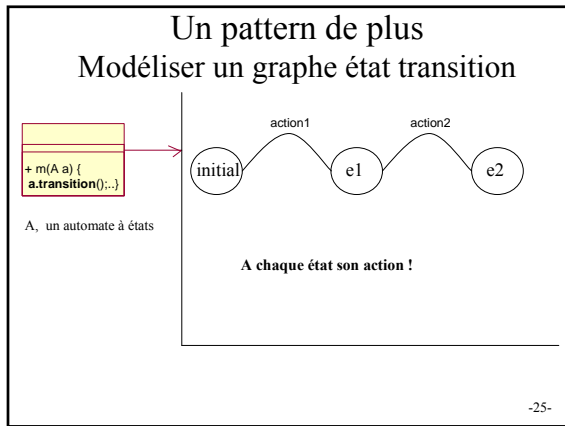 Un pattern de plus
Modéliser un graphe état transition
action1
action2
+ m(A a) {
a.transition();..}
initial
e1
e2
A, un automate à états
A chaque état son action !
-25-